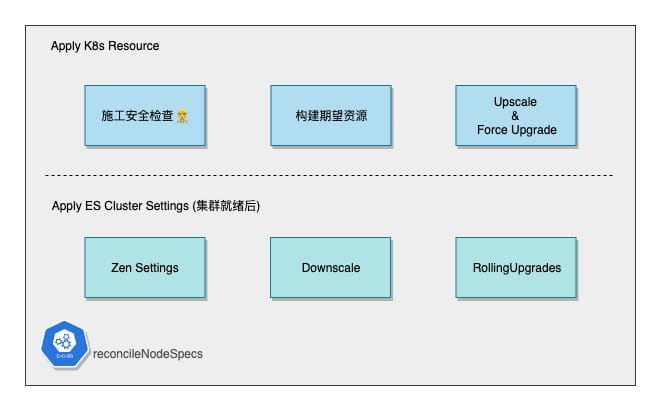 Apply K8s Resource
施工安全检查👷
构建期望资源
Upscale
&
Force Upgrade
Apply ES Cluster Settings (集群就绪后)
Zen Settings
Downscale
RollingUpgrades
reconcileNodeSpecs